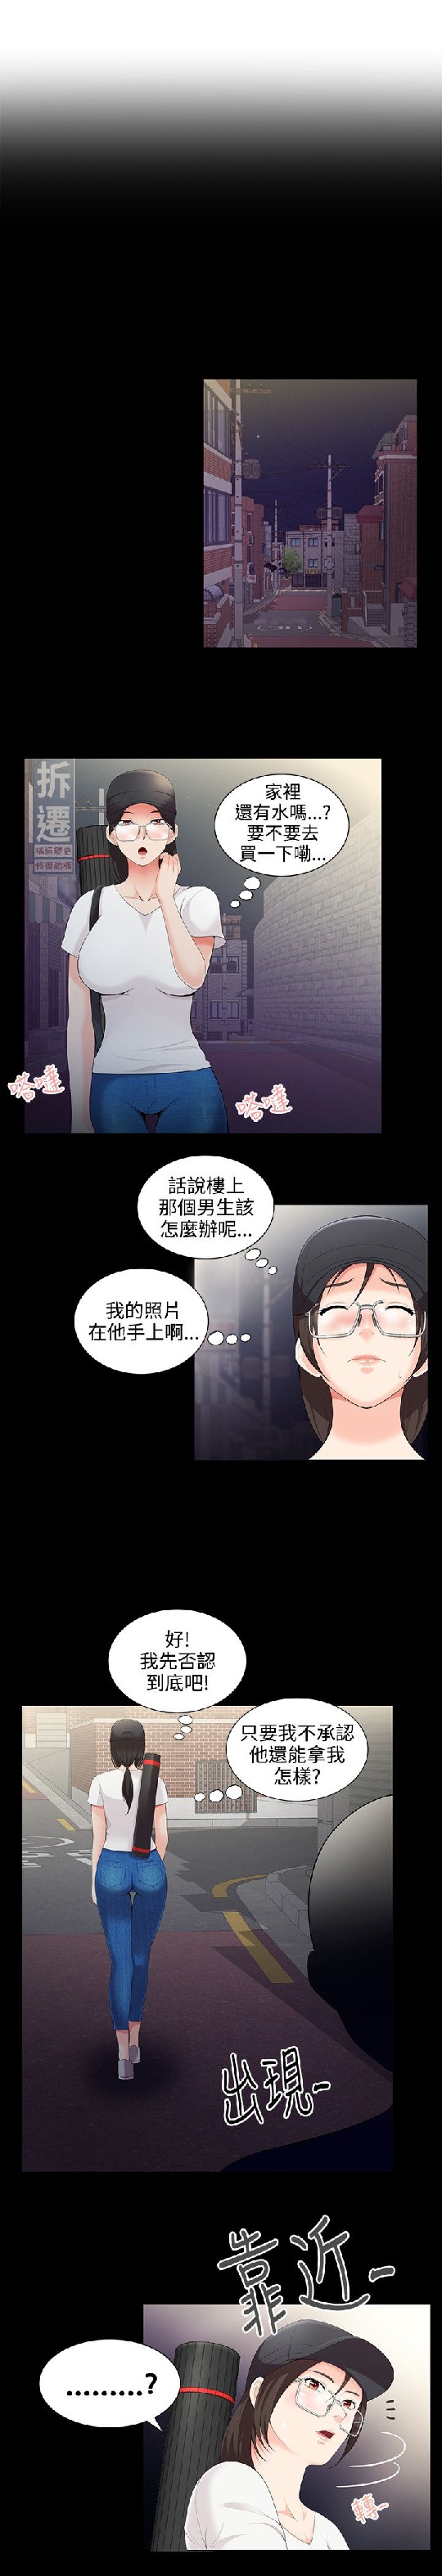 拆
遷
家裡
還有水嗎...?
要不要去
買一下嘞...
嗒噠
嗒噠
話說樓上
那個男生該
怎麼辦呢...
我的照片
在他手上啊...
好!
我先否認
到底吧!
只要我不承認
他還能拿我
怎樣?
出現-
靠近-
.........?
轉-